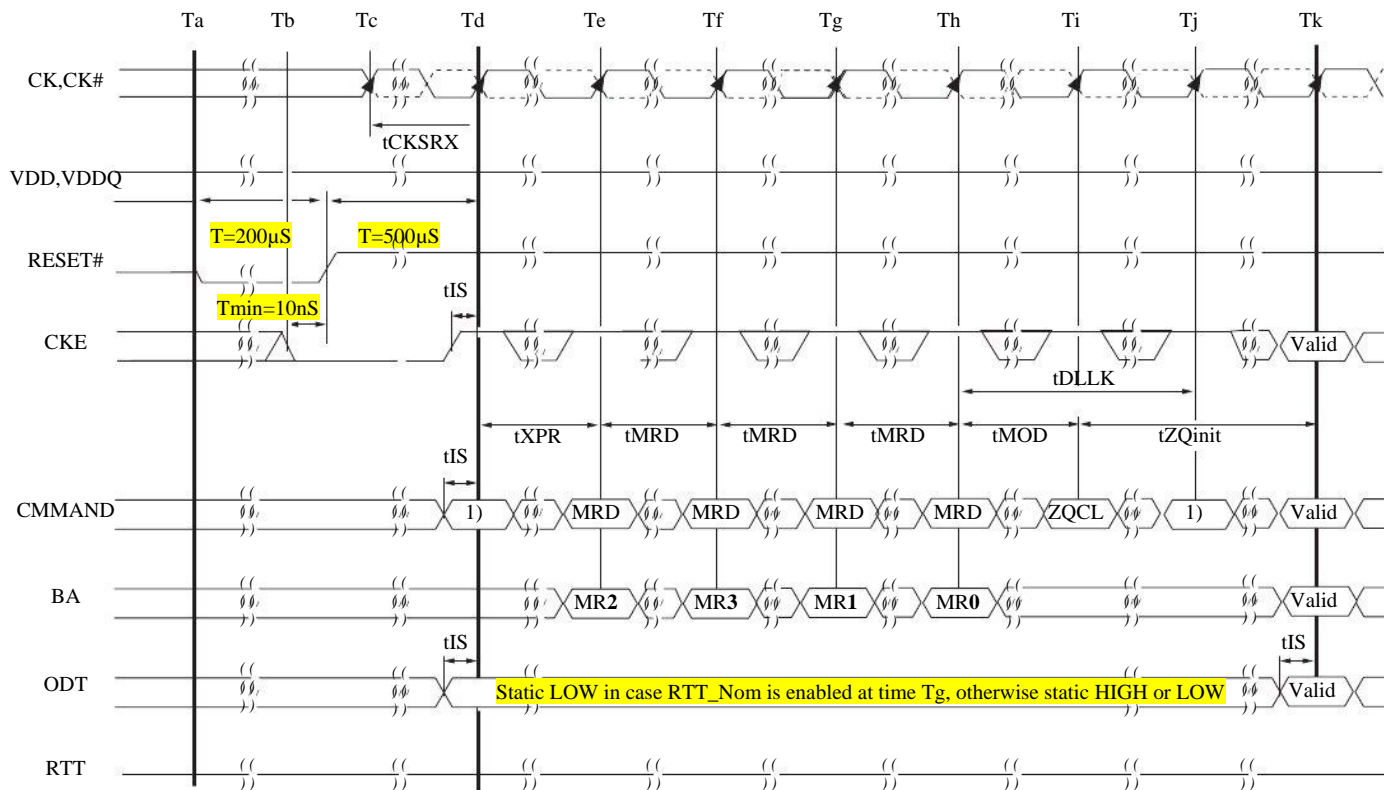 Ta Tb Tc Td Te Tf Tg Th Ti Tj Tk
CK,CK#
tCKSRX
VDD,VDDQ
T=200µS T=500µS
RESET#
Tmin=10nS tIS
CKE Valid
tDLLK
tXPR tMRD tMRD tMRD tMOD tZQinit
tIS
CMMAND 1) MRD MRD MRD MRD ZQCL 1) Valid
BA MR2 MR3 MR1 MR0 Valid
tIS tIS
ODT Static LOW in case RTT_Nom is enabled at time Tg, otherwise static HIGH or LOW Valid
RTT